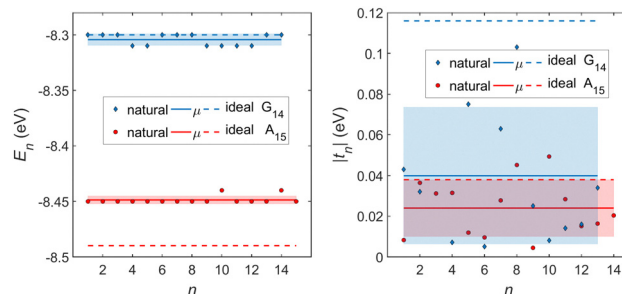 -8.3
-8.35
-8.4
-8.45
-8.5
E_n (eV)
2 4 6 8 10 12 14
n
natural μ ideal G_14
natural μ ideal A_15
0.12
0.1
0.08
0.06
0.04
0.02
0
|t_n| (eV)
2 4 6 8 10 12 14
n
natural μ ideal G_14
natural μ ideal A_15